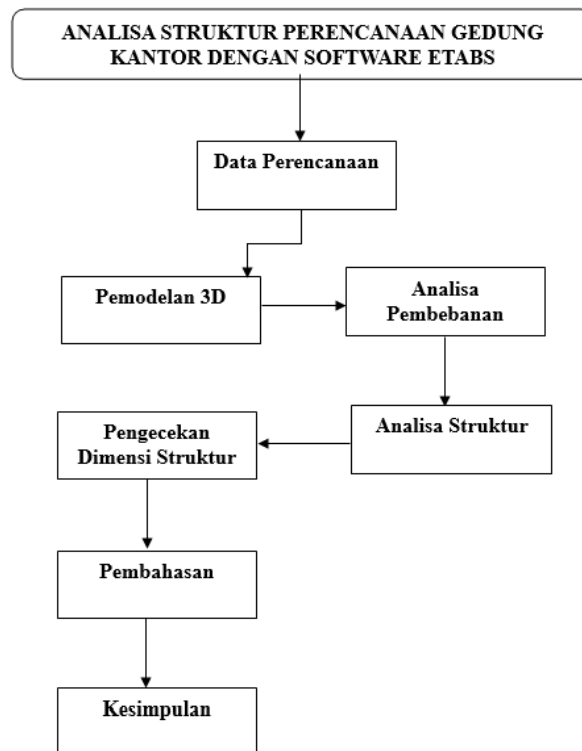 ANALISA STRUKTUR PERENCANAAN GEDUNG
KANTOR DENGAN SOFTWARE ETABS
Data Perencanaan
Pemodelan 3D
Analisa
Pembebanan
Analisa Struktur
Pengecekan
Dimensi Struktur
Pembahasan
Kesimpulan